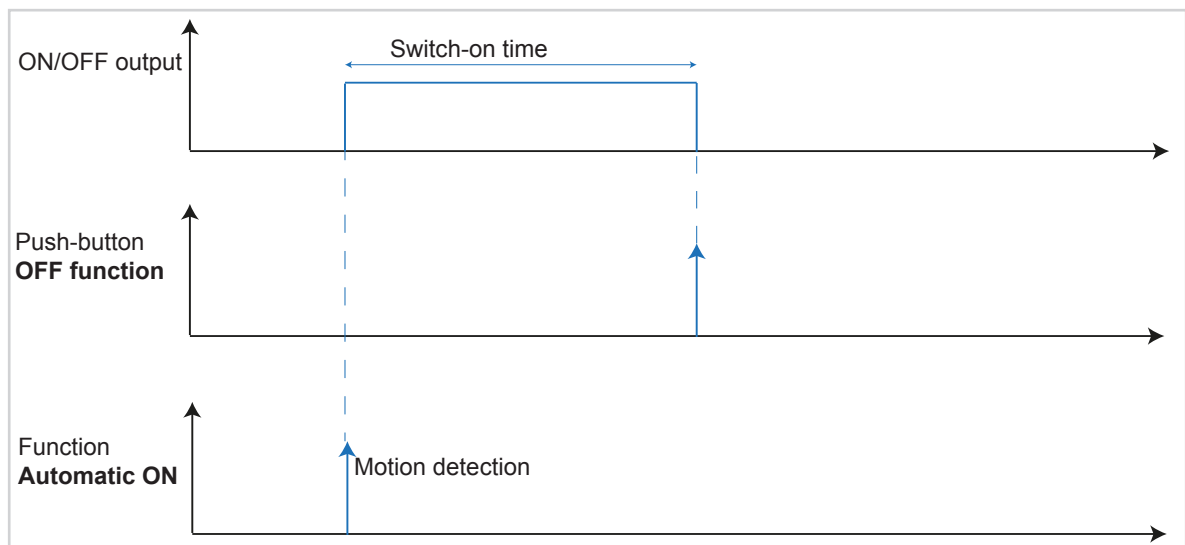 Switch-on time
ON/OFF output
Push-button
OFF function
Function
Automatic ON
Motion detection